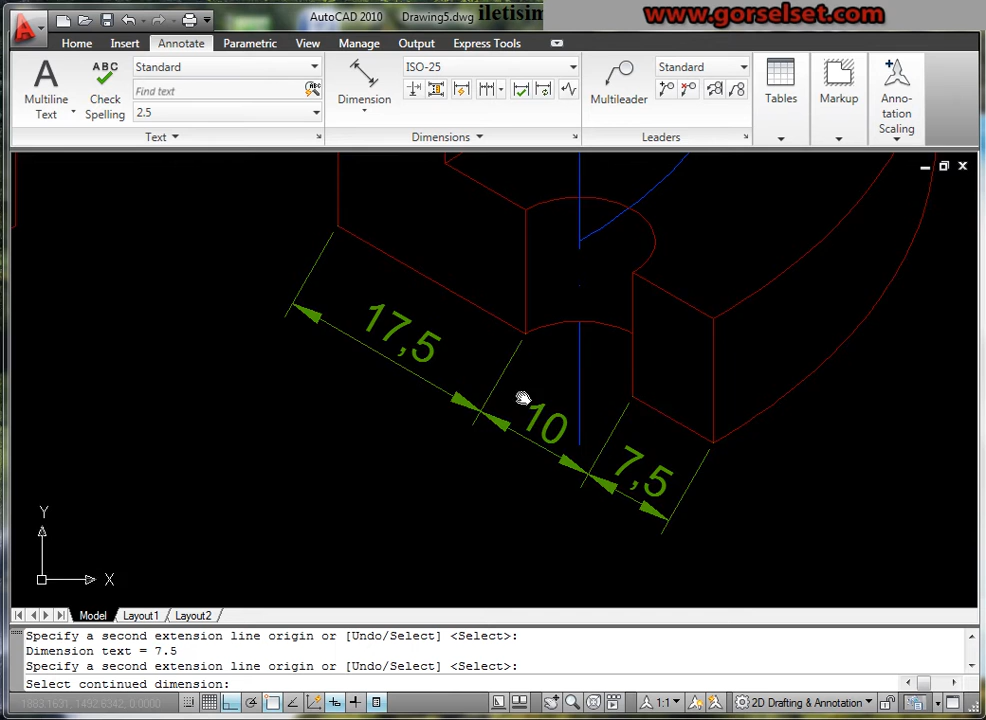 AutoCAD 2010 Drawing5.dwg iletisim
www.gorselset.com
Home Insert Annotate Parametric View Manage Output Express Tools
Multiline Text
ABC
Check Spelling
Standard
Find text
2.5
Text
Dimension
ISO-25
Dimensions
Multileader
Standard
Leaders
Tables
Markup
Anno-
tation
Scaling
17,5
10
7,5
Y
X
Model Layout1 Layout2
Specify a second extension line origin or [Undo/Select] <Select>:
Dimension text = 7.5
Specify a second extension line origin or [Undo/Select] <Select>:
Select continued dimension:
1:1 2D Drafting & Annotation